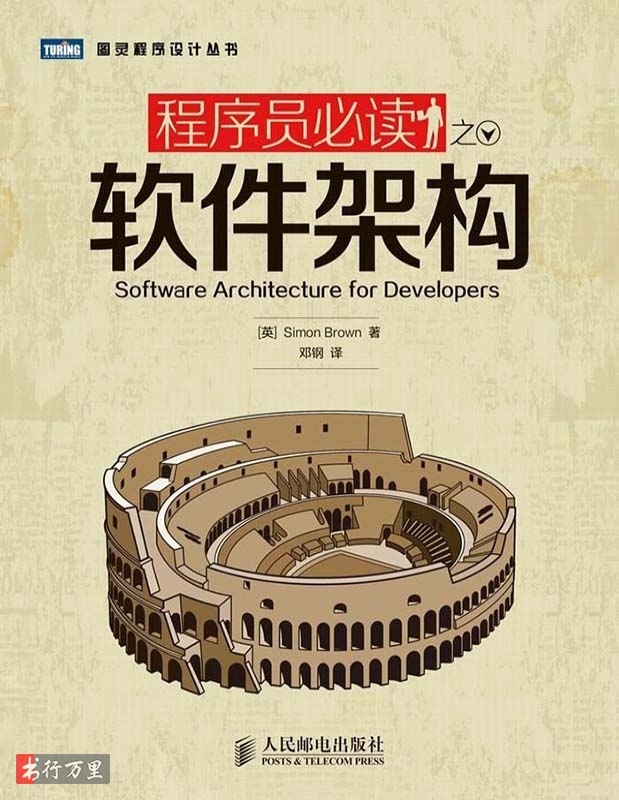 TURING 图灵程序设计丛书
程序员必读之
软件架构
Software Architecture for Developers
[英] Simon Brown 著
邓钢 译
人民邮电出版社
POSTS & TELECOM PRESS
书行万里